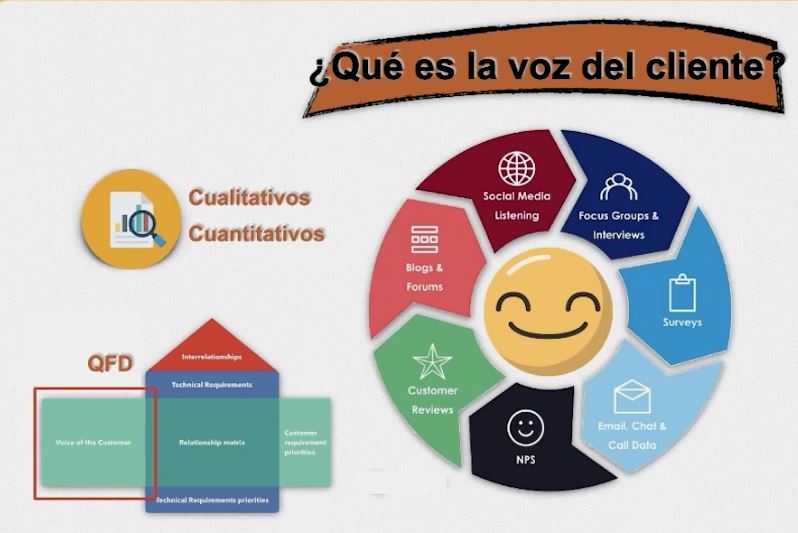 ¿Qué es la voz del cliente?
Cualitativos
Cuantitativos
Social Media
Listening
Focus Groups &
Interviews
Surveys
Email, Chat &
Call Data
NPS
Customer
Reviews
Blogs &
Forums
QFD
Interrelationships
Technical Requirements
Voice of the Customer
Relationship matrix
Customer
requirement
priorities
Technical Requirements priorities